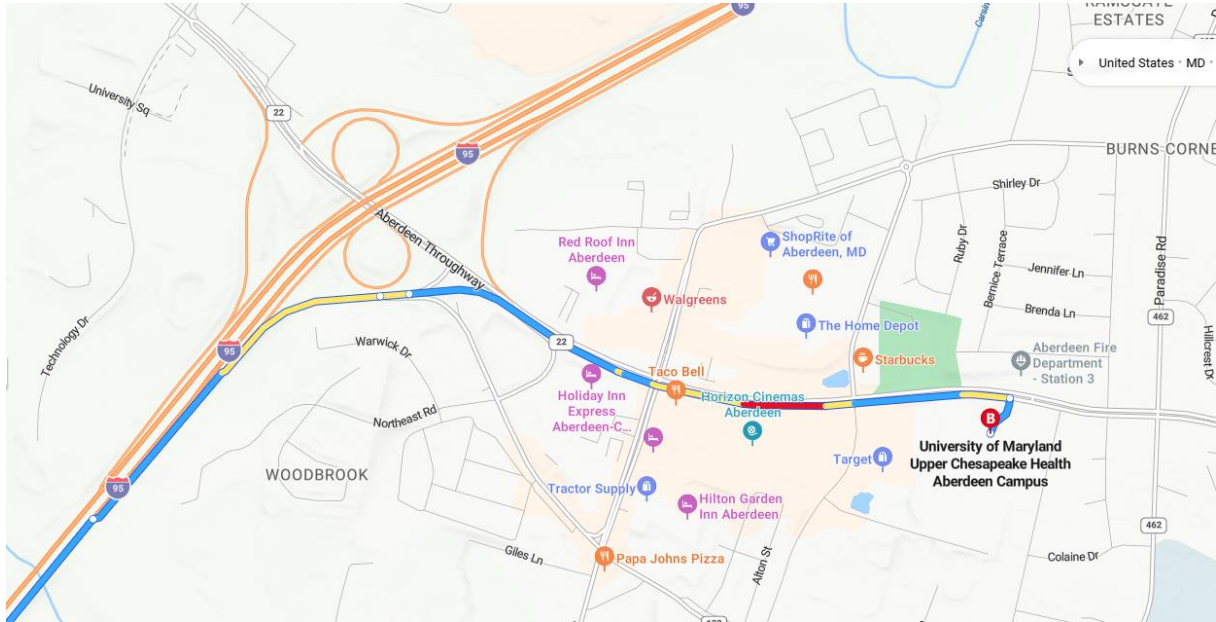 95
RAMSGATE
ESTATES
Carsins
462
United States · MD ·
University Sq
22
95
BURNS CORNE
Shirley Dr
Aberdeen Throughway
Red Roof Inn
Aberdeen
ShopRite of
Aberdeen, MD
Ruby Dr
Bernice Terrace
Jennifer Ln
Paradise Rd
Walgreens
Brenda Ln
462
Technology Dr
The Home Depot
Hillcrest Dr
Warwick Dr
22
95
Starbucks
Aberdeen Fire
Department
- Station 3
Taco Bell
Holiday Inn
Express
Aberdeen-C...
Horizon Cinemas
Aberdeen
Northeast Rd
B
University of Maryland
Upper Chesapeake Health
Aberdeen Campus
WOODBROOK
Target
95
Tractor Supply
Hilton Garden
Inn Aberdeen
462
Giles Ln
Papa Johns Pizza
Alton St
Colaine Dr